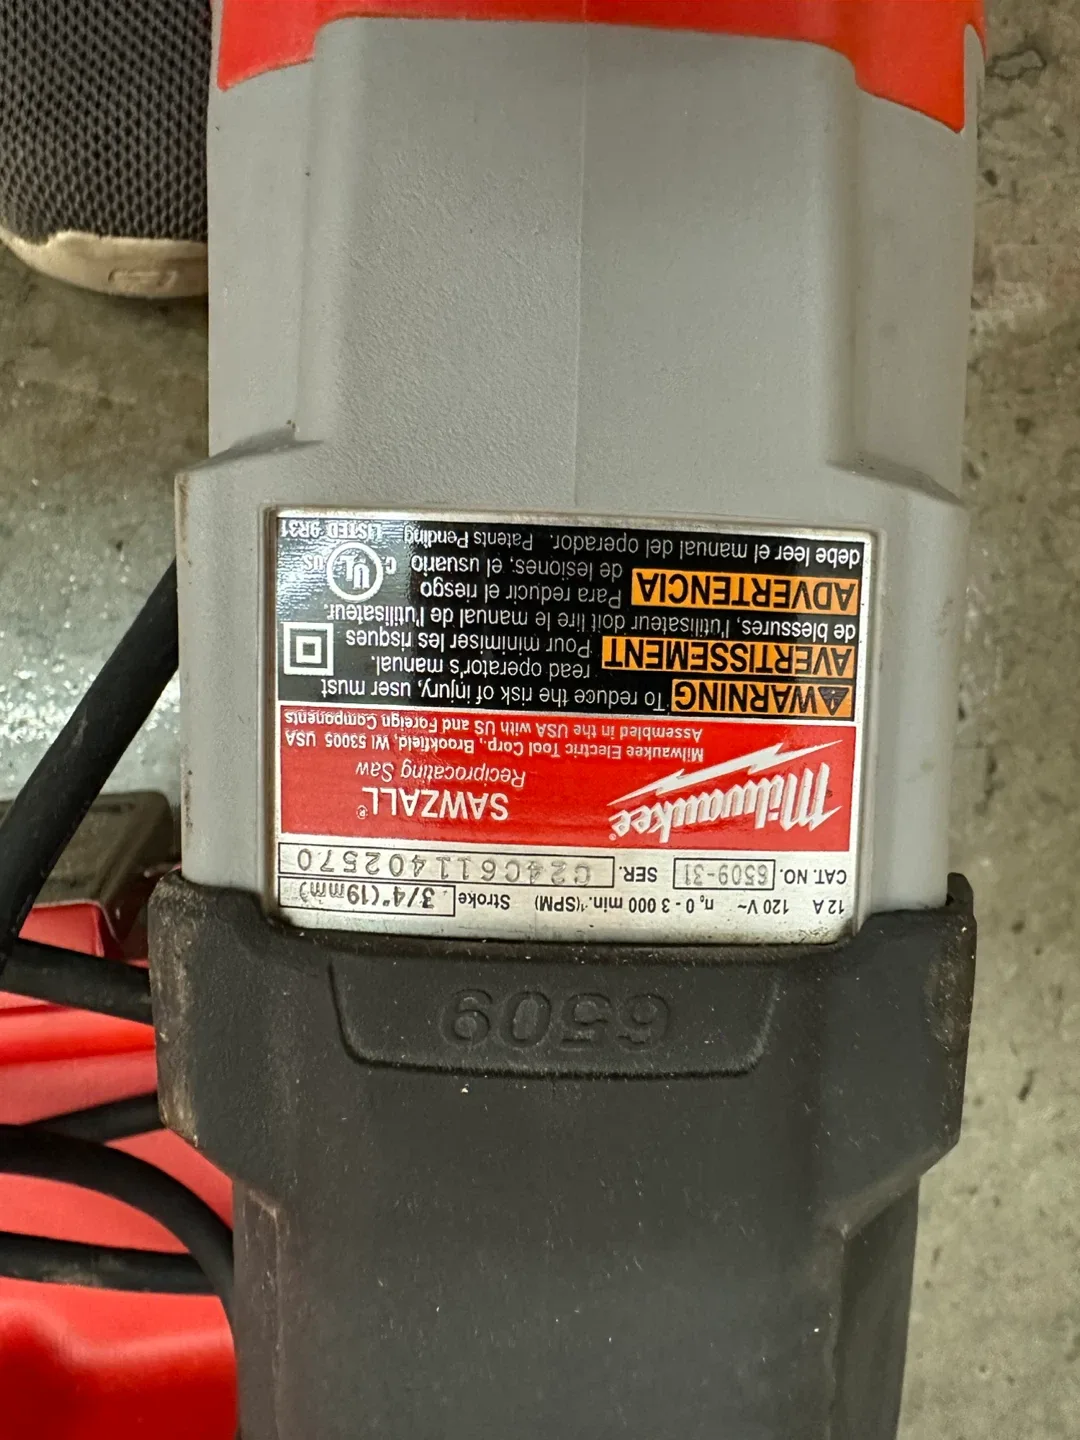 6509
12 A 120 V~ n₀ 0 - 3 000 min.⁻¹(SPM) Stroke 3/4"(19mm)
CAT. NO. 6509-31 SER. C24C611402570
Milwaukee® SAWZALL®
Reciprocating Saw
Milwaukee Electric Tool Corp., Brookfield, WI 53005 USA
Assembled in the USA with US and Foreign Components
WARNING To reduce the risk of injury, user must
read operator's manual.
AVERTISSEMENT Pour minimiser les risques
de blessures, l'utilisateur doit lire le manuel de l'utilisateur.
ADVERTENCIA Para reducir el riesgo
de lesiones, el usuario
debe leer el manual del operador. Patents Pending
C UL US
LISTED 9R31